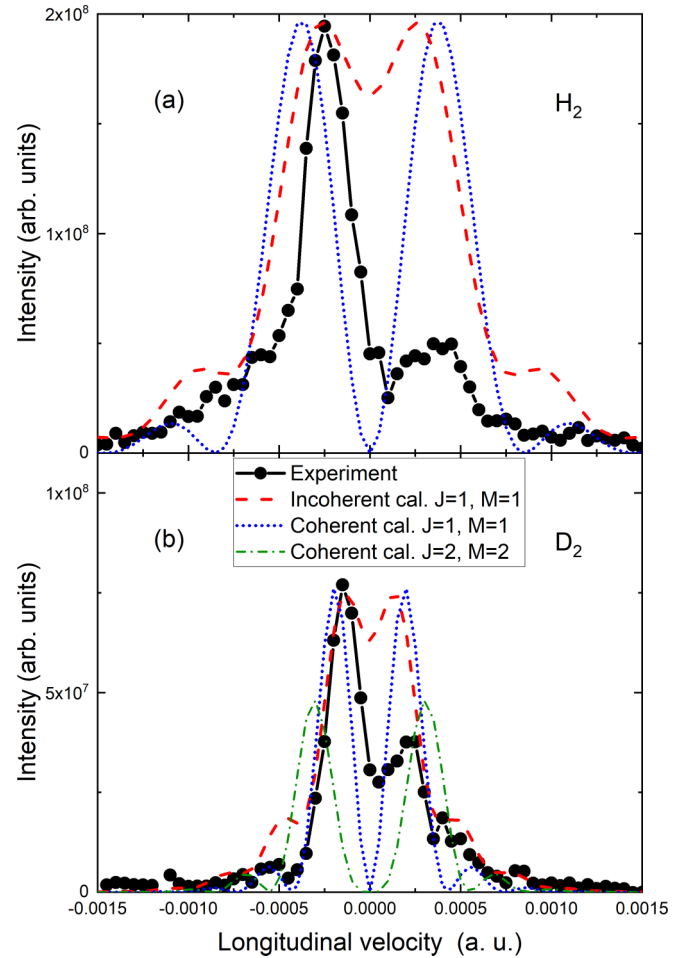 2x10⁸
(a)
H₂
1x10⁸
Intensity (arb. units)
0
1x10⁸
Experiment
Incoherent cal. J=1, M=1
Coherent cal. J=1, M=1
Coherent cal. J=2, M=2
(b)
D₂
5x10⁷
Intensity (arb. units)
0
-0.0015 -0.0010 -0.0005 0.0000 0.0005 0.0010 0.0015
Longitudinal velocity (a. u.)